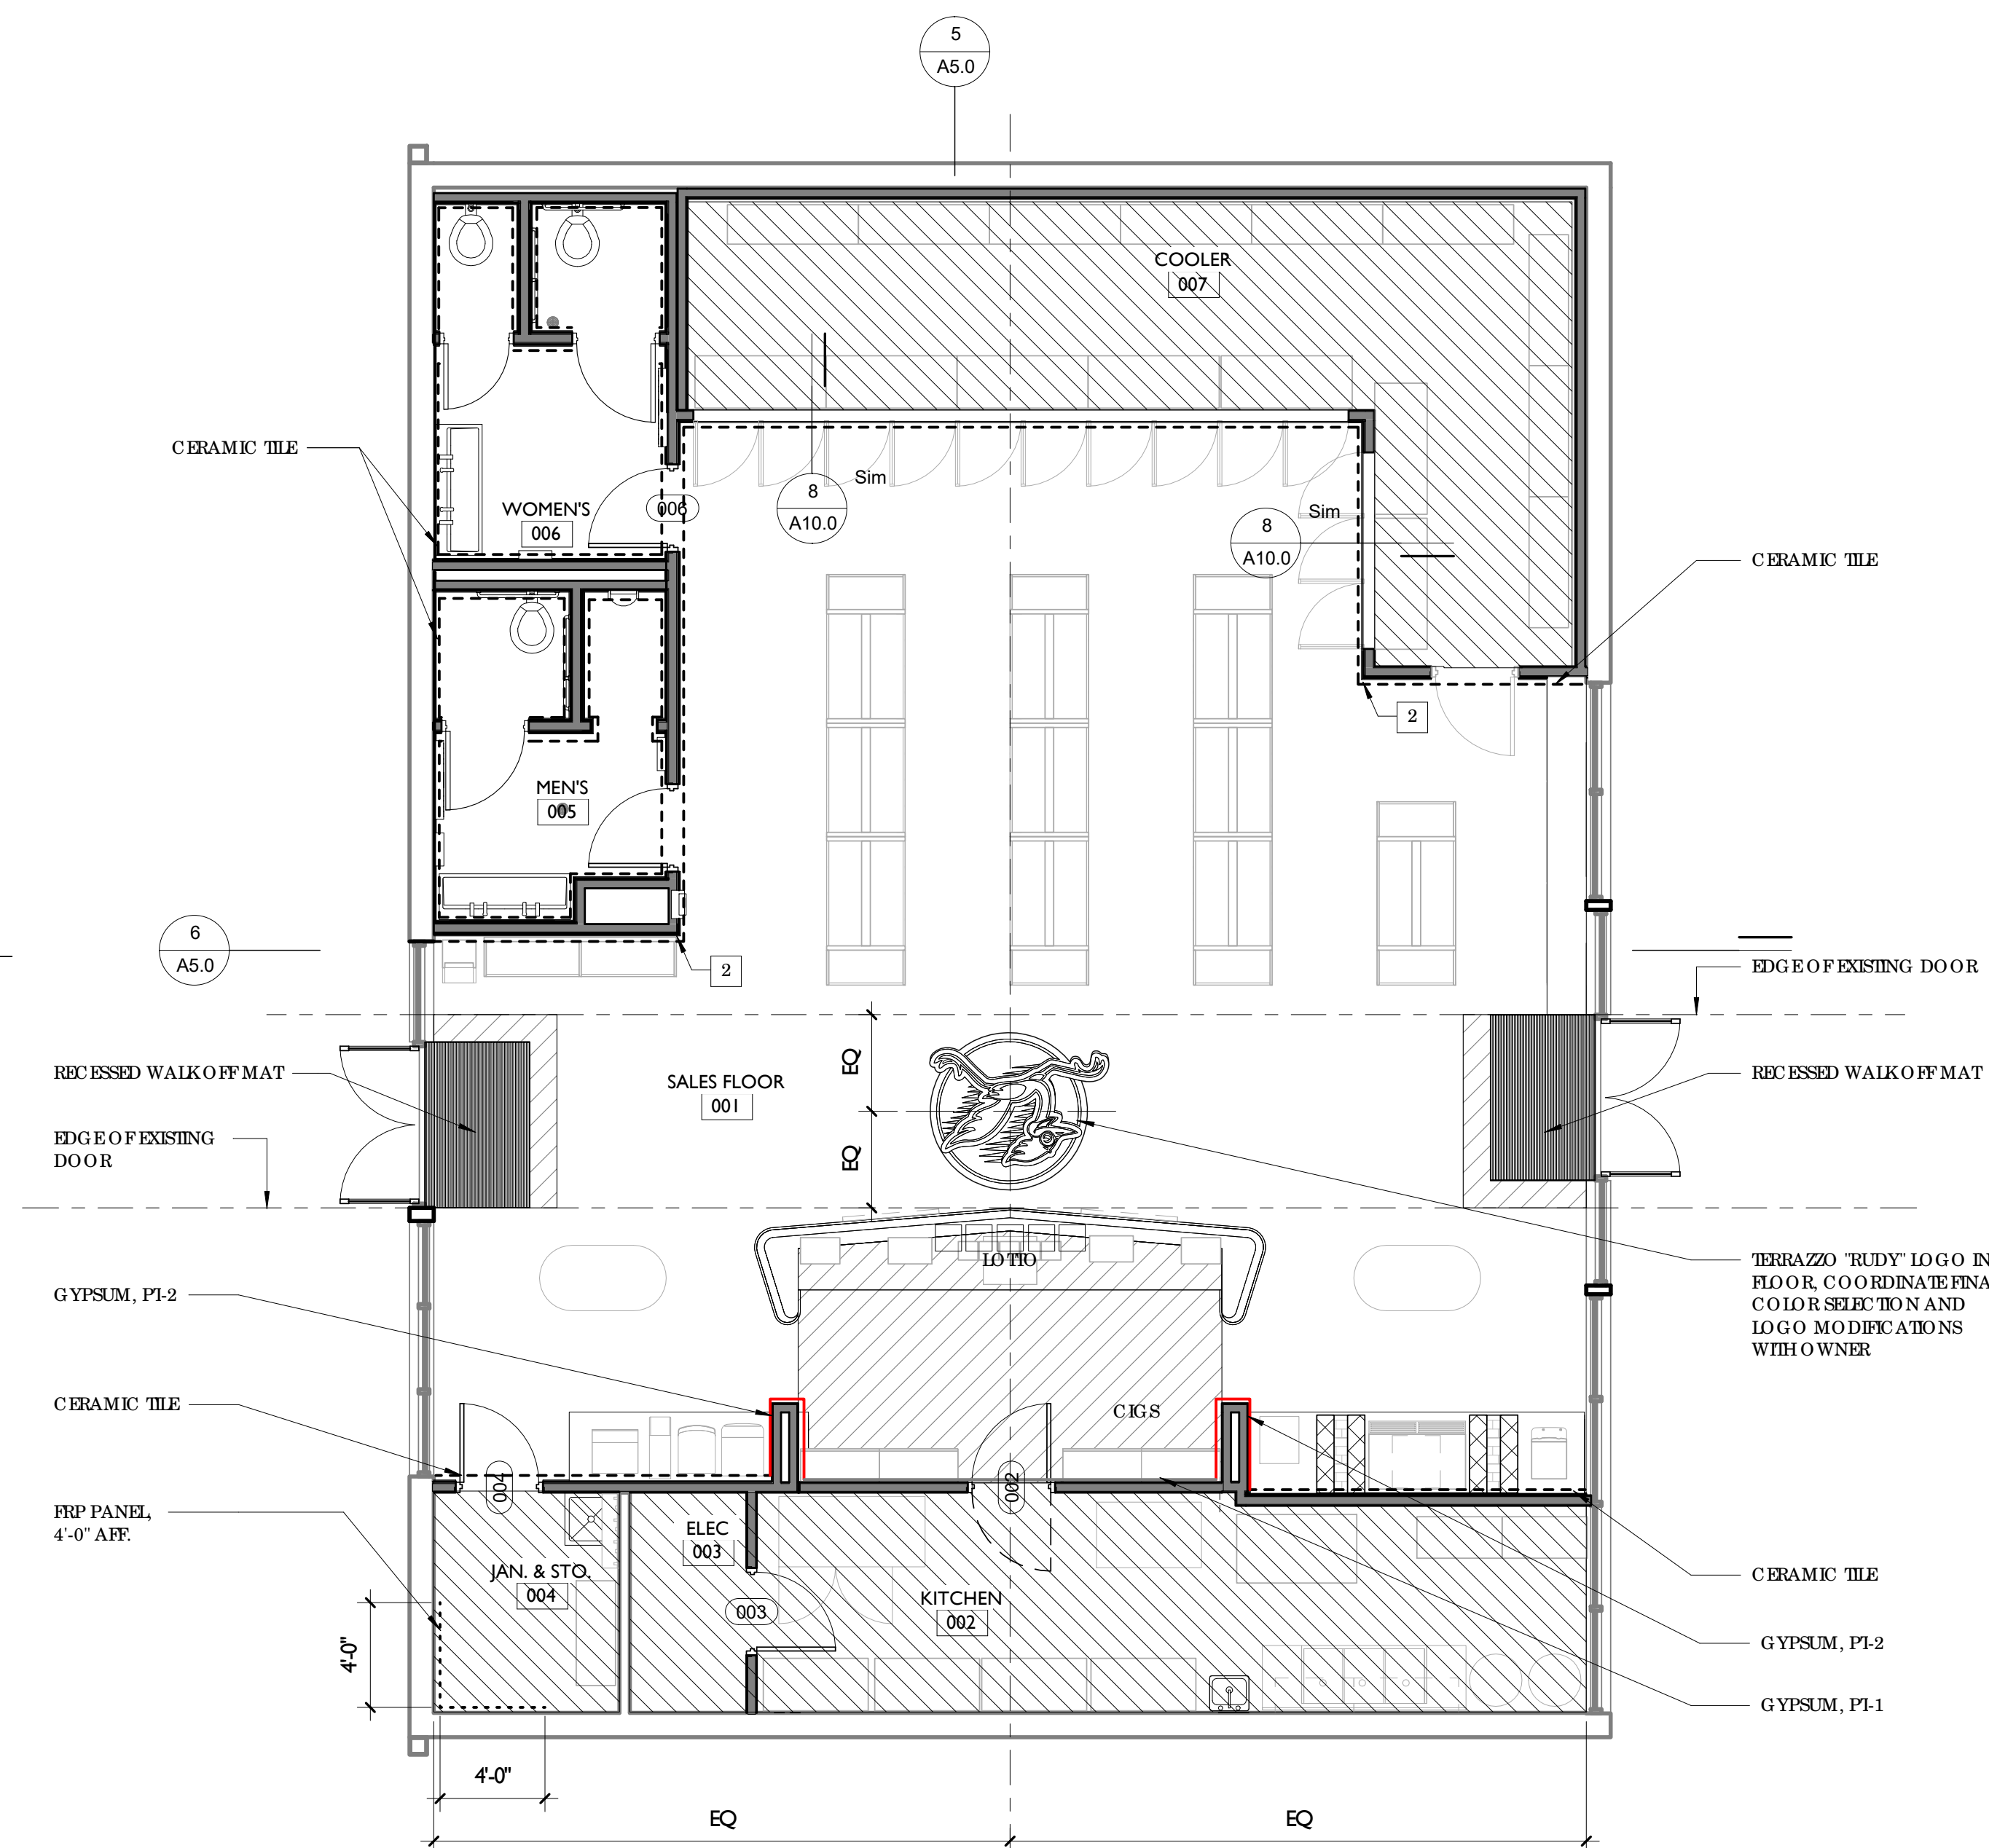 5
A5.0
COOLER
007
CERAMIC TILE
WOMEN'S
006
006
Sim
8
A10.0
Sim
8
A10.0
CERAMIC TILE
2
MEN'S
005
6
A5.0
2
EDGE OF EXISTING DOOR
RECESSED WALK OFF MAT
SALES FLOOR
001
EQ
EQ
RECESSED WALK OFF MAT
EDGE OF EXISTING
DOOR
LOTTO
TERRAZZO "RUDY" LOGO IN
FLOOR, COORDINATE FINA
COLOR SELECTION AND
LOGO MODIFICATIONS
WITH OWNER
GYPSUM, PT-2
CERAMIC TILE
CIGS
004
002
FRP PANEL,
4'-0" AFF.
ELEC
003
JAN. & STO.
004
003
KITCHEN
002
CERAMIC TILE
GYPSUM, PT-2
GYPSUM, PT-1
4'-0"
4'-0"
EQ
EQ